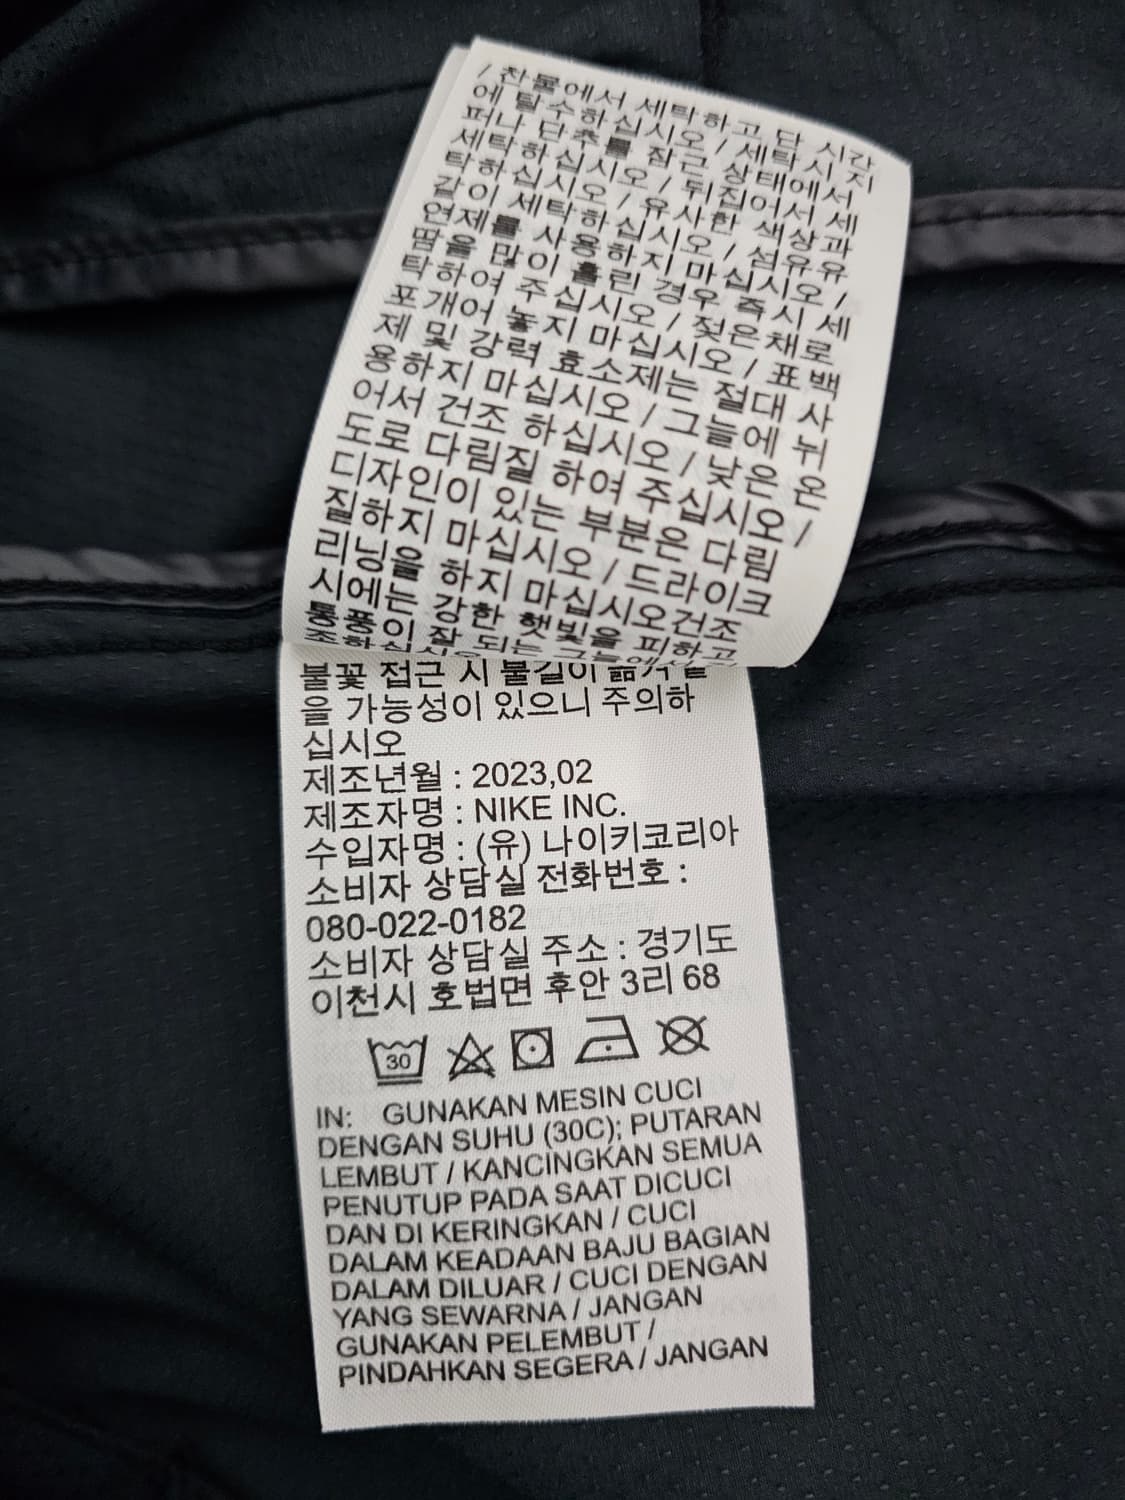 / 찬물에서 세탁하고 단 시간
에 탈수하십시오 / 세탁시 지
퍼나 단추를 잠근 상태에서
세탁하십시오 / 뒤집어서 세
탁하십시오 / 유사한 색상과
같이 세탁하십시오 / 섬유유
연제를 사용하지 마십시오 /
땀을 많이 흘린 경우 즉시 세
탁하여 주십시오 / 젖은채로
포개어 놓지 마십시오 / 표백
제 및 강력 효소제는 절대 사
용하지 마십시오 / 그늘에 뉘
어서 건조 하십시오 / 낮은 온
도로 다림질 하여 주십시오 /
디자인이 있는 부분은 다림
질하지 마십시오 / 드라이크
리닝을 하지 마십시오건조
시에는 강한 햇빛을 피하고
통풍이 잘 되는 그늘에서
불꽃 접근 시 불길이 옮겨 붙
을 가능성이 있으니 주의하
십시오
제조년월 : 2023,02
제조자명 : NIKE INC.
수입자명 : (유) 나이키코리아
소비자 상담실 전화번호 :
080-022-0182
소비자 상담실 주소 : 경기도
이천시 호법면 후안 3리 68
30
IN: GUNAKAN MESIN CUCI
DENGAN SUHU (30C); PUTARAN
LEMBUT / KANCINGKAN SEMUA
PENUTUP PADA SAAT DICUCI
DAN DI KERINGKAN / CUCI
DALAM KEADAAN BAJU BAGIAN
DALAM DILUAR / CUCI DENGAN
YANG SEWARNA / JANGAN
GUNAKAN PELEMBUT /
PINDAHKAN SEGERA / JANGAN